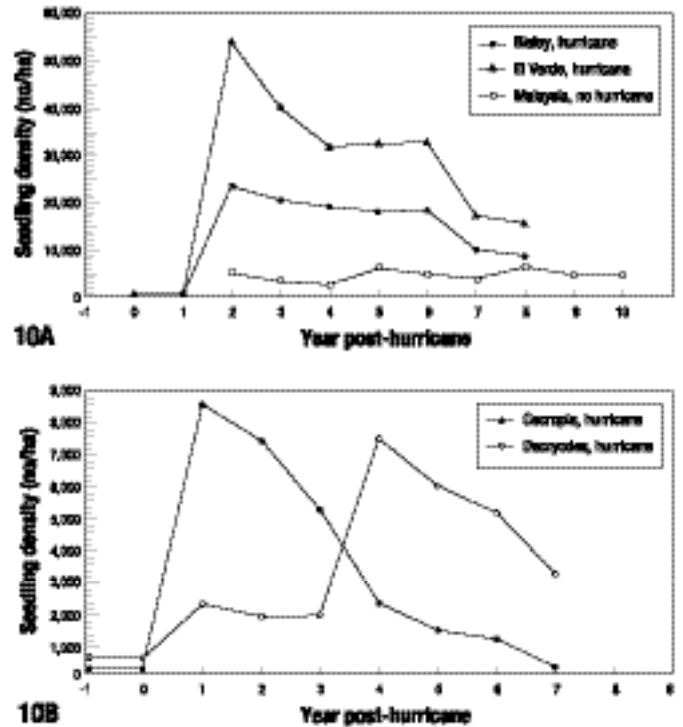 60,000
50,000
40,000
30,000
20,000
10,000
0
Seedling density (no/ha)
Bisley, hurricane
El Verde, hurricane
Malaysia, no hurricane
-1 0 1 2 3 4 5 6 7 8 9 10
10A
Year post-hurricane
9,000
8,000
7,000
6,000
5,000
4,000
3,000
2,000
1,000
0
Seedling density (no/ha)
Cecropia, hurricane
Dacryodes, hurricane
-1 0 1 2 3 4 5 6 7 8
10B
Year post-hurricane